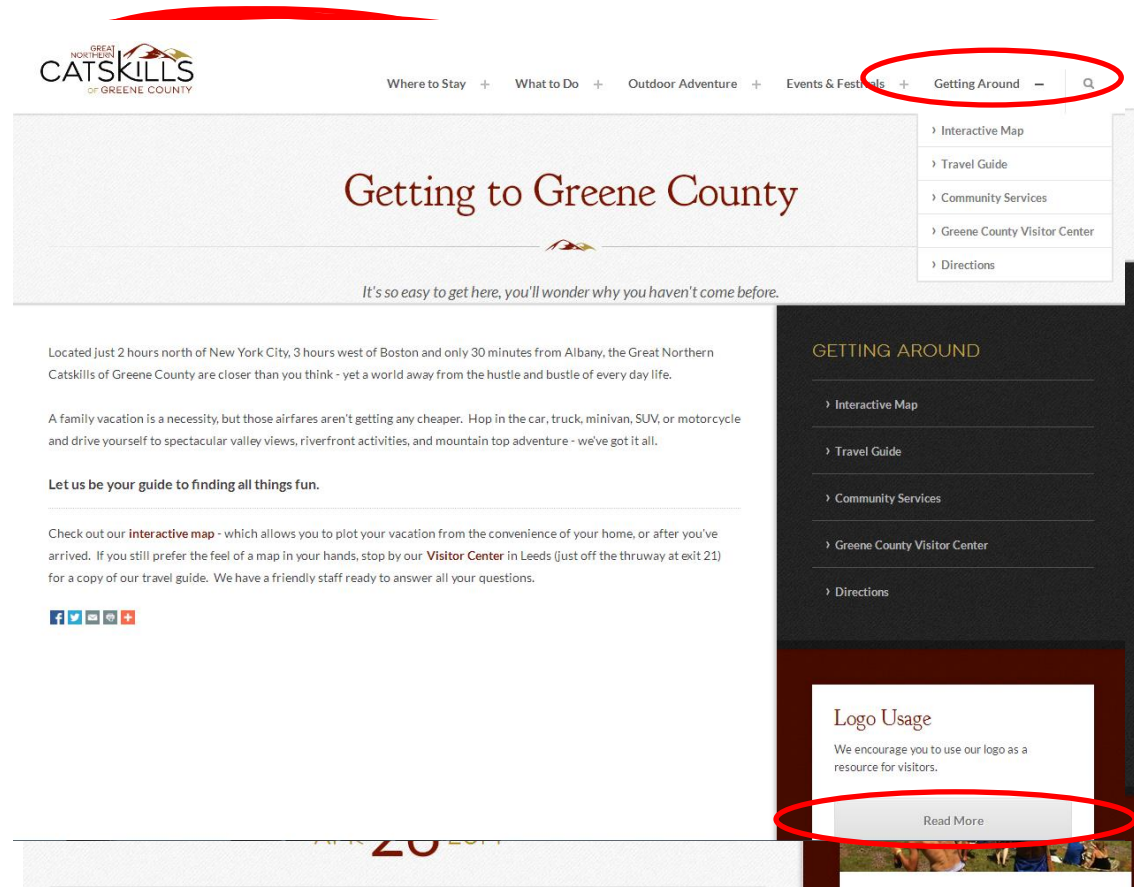 GREAT
NORTHERN
CATSKILLS
OF GREENE COUNTY
Where to Stay + What to Do + Outdoor Adventure + Events & Festivals + Getting Around –
› Interactive Map
› Travel Guide
› Community Services
› Greene County Visitor Center
› Directions
Getting to Greene County
It's so easy to get here, you'll wonder why you haven't come before.
Located just 2 hours north of New York City, 3 hours west of Boston and only 30 minutes from Albany, the Great Northern
Catskills of Greene County are closer than you think - yet a world away from the hustle and bustle of every day life.
A family vacation is a necessity, but those airfares aren't getting any cheaper. Hop in the car, truck, minivan, SUV, or motorcycle
and drive yourself to spectacular valley views, riverfront activities, and mountain top adventure - we've got it all.
Let us be your guide to finding all things fun.
Check out our interactive map - which allows you to plot your vacation from the convenience of your home, or after you've
arrived. If you still prefer the feel of a map in your hands, stop by our Visitor Center in Leeds (just off the thruway at exit 21)
for a copy of our travel guide. We have a friendly staff ready to answer all your questions.
GETTING AROUND
› Interactive Map
› Travel Guide
› Community Services
› Greene County Visitor Center
› Directions
Logo Usage
We encourage you to use our logo as a
resource for visitors.
Read More